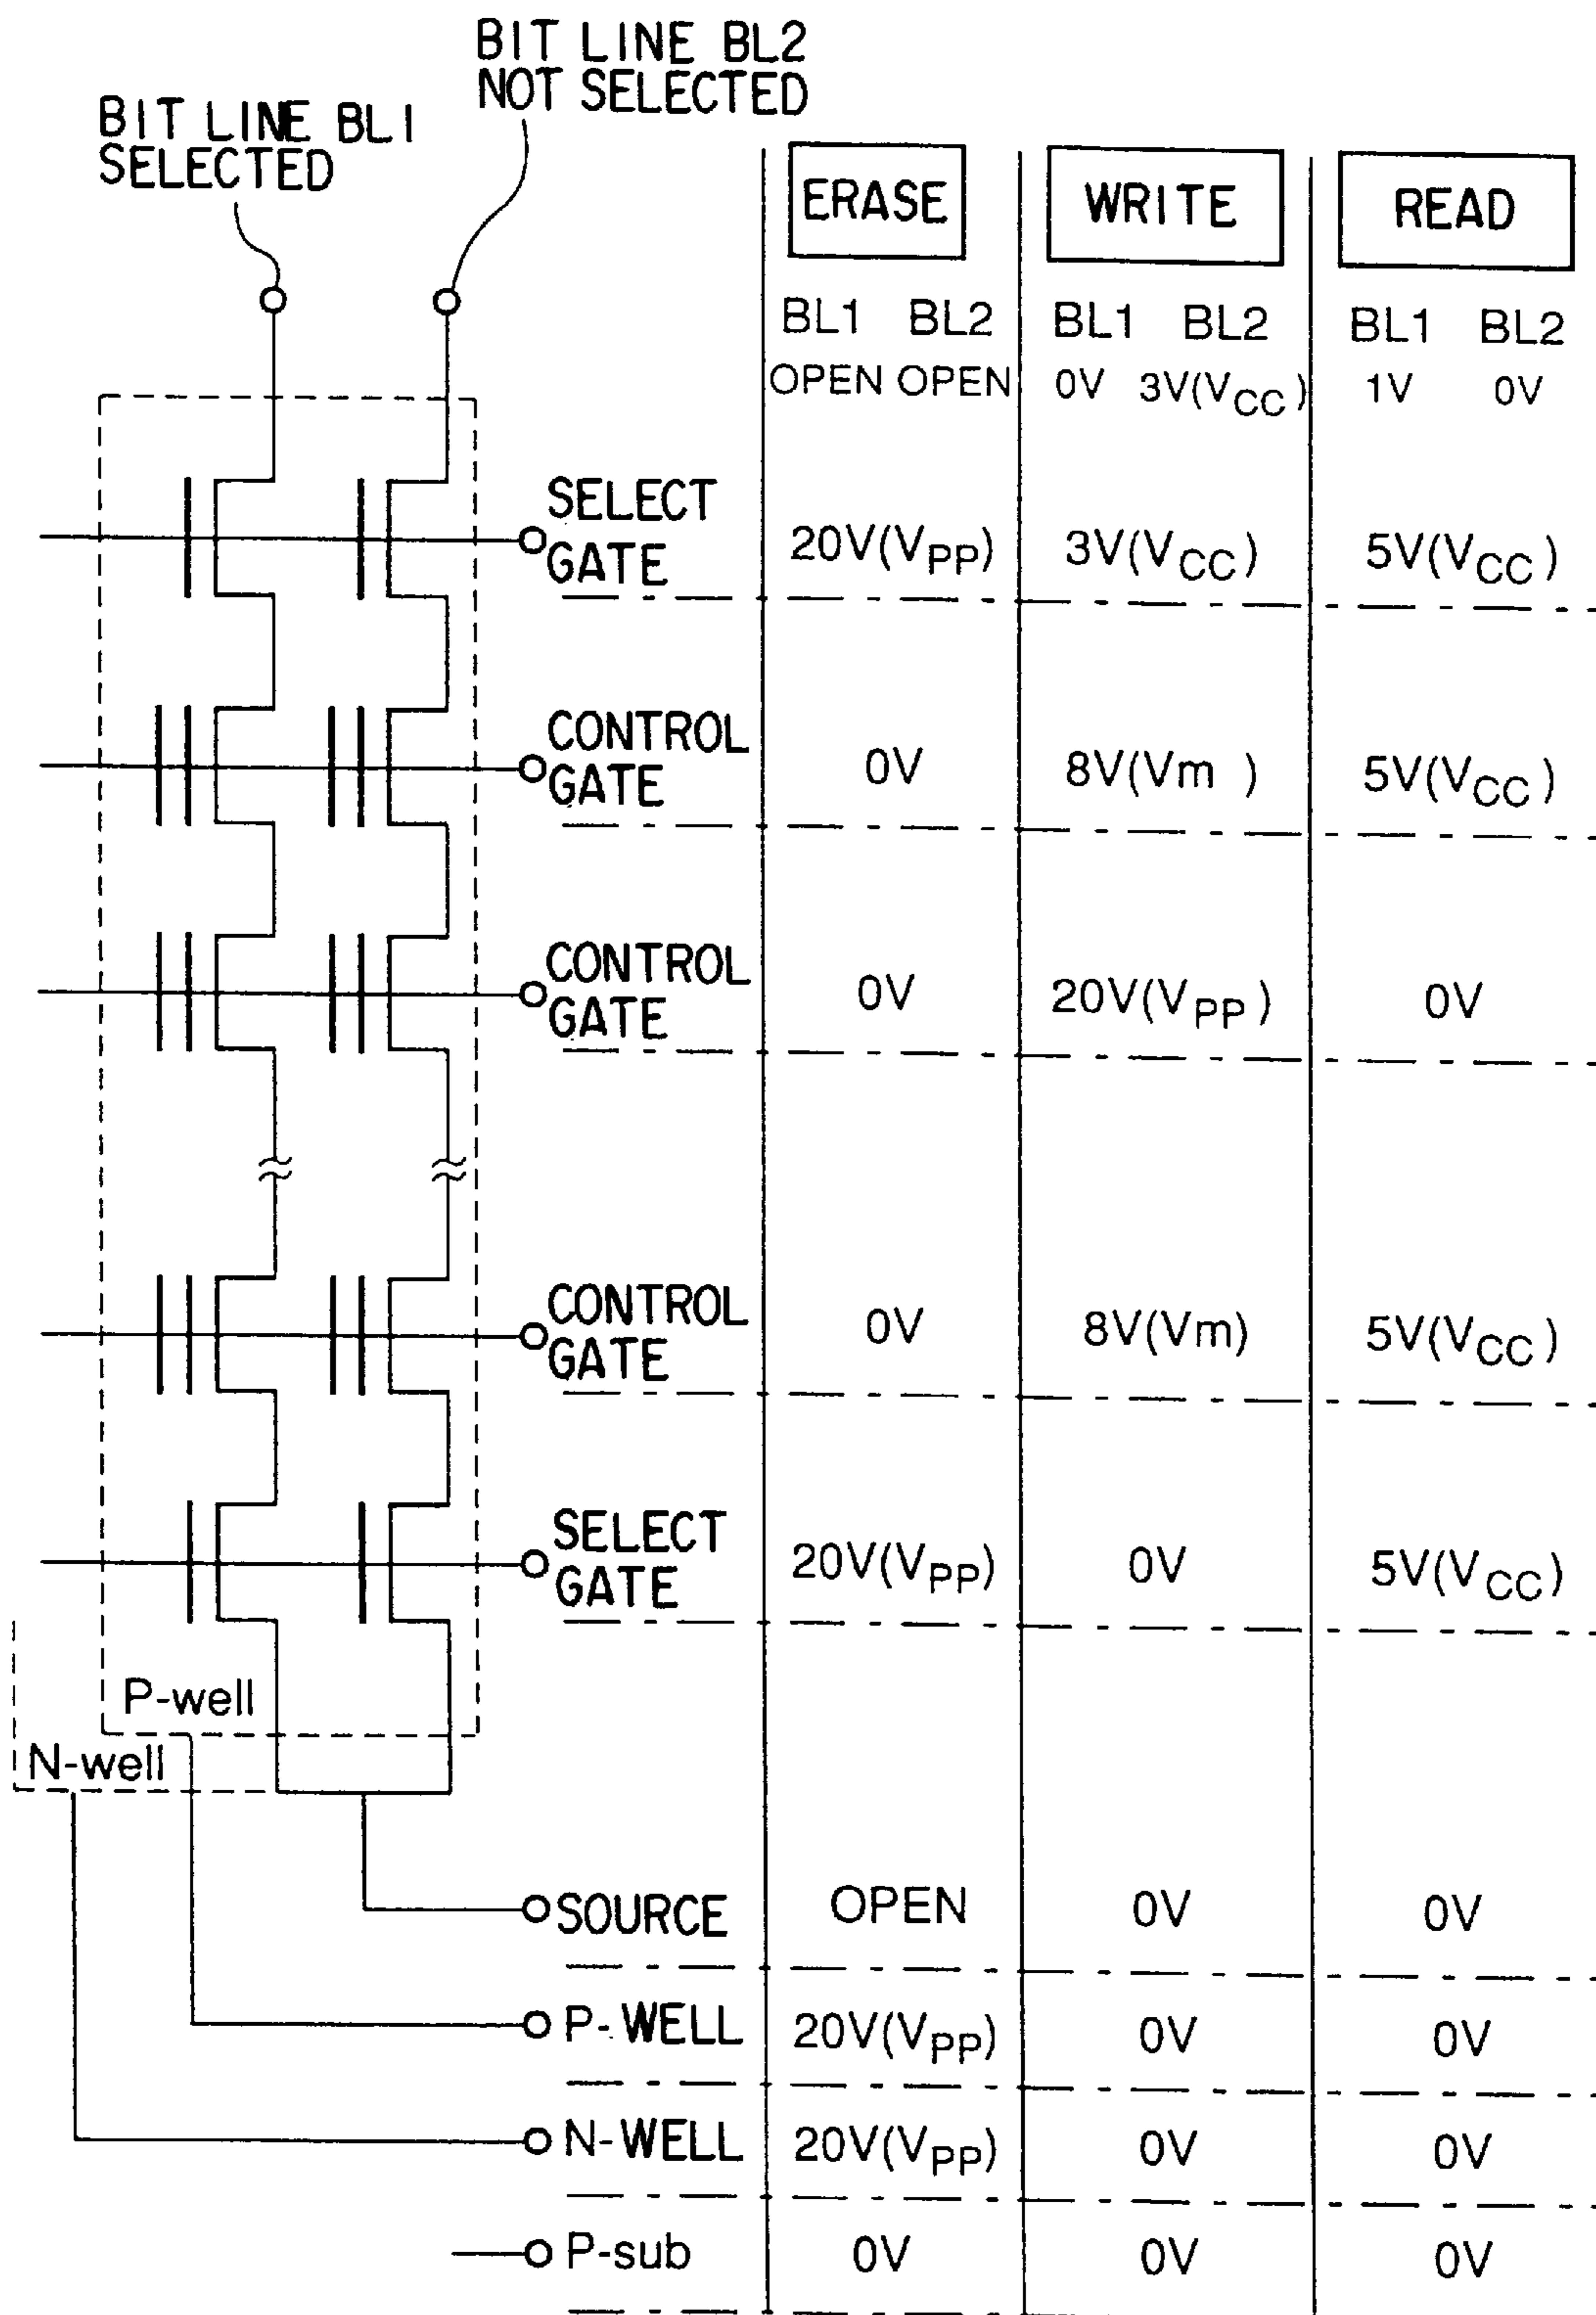 BIT LINE BL2
NOT SELECTED
BIT LINE BL1
SELECTED
ERASE WRITE READ
BL1 BL2 BL1 BL2 BL1 BL2
OPEN OPEN 0V 3V(VCC) 1V 0V
SELECT
GATE 20V(VPP) 3V(VCC) 5V(VCC)
CONTROL
GATE 0V 8V(Vm ) 5V(VCC)
CONTROL
GATE 0V 20V(VPP) 0V
CONTROL
GATE 0V 8V(Vm) 5V(VCC)
SELECT
GATE 20V(VPP) 0V 5V(VCC)
P-well
N-well
SOURCE OPEN 0V 0V
P-WELL 20V(VPP) 0V 0V
N-WELL 20V(VPP) 0V 0V
P-sub 0V 0V 0V